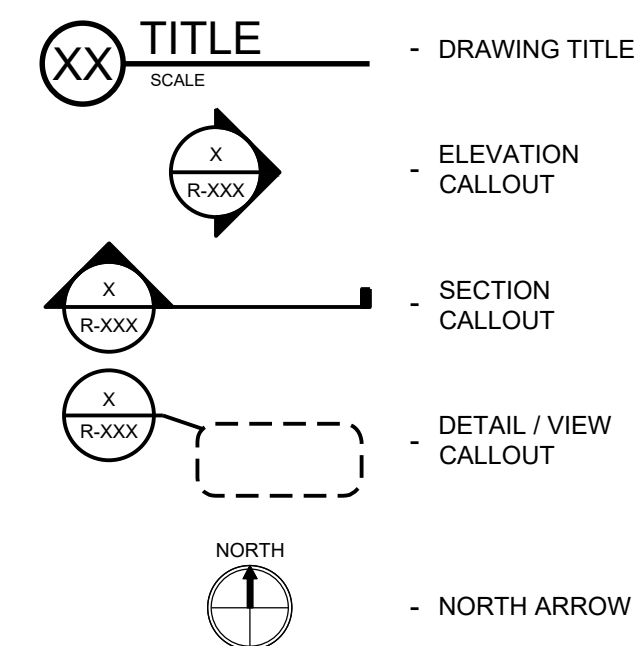 XX TITLE
SCALE
- DRAWING TITLE
X
R-XXX
- ELEVATION
CALLOUT
X
R-XXX
- SECTION
CALLOUT
X
R-XXX
- DETAIL / VIEW
CALLOUT
NORTH
- NORTH ARROW